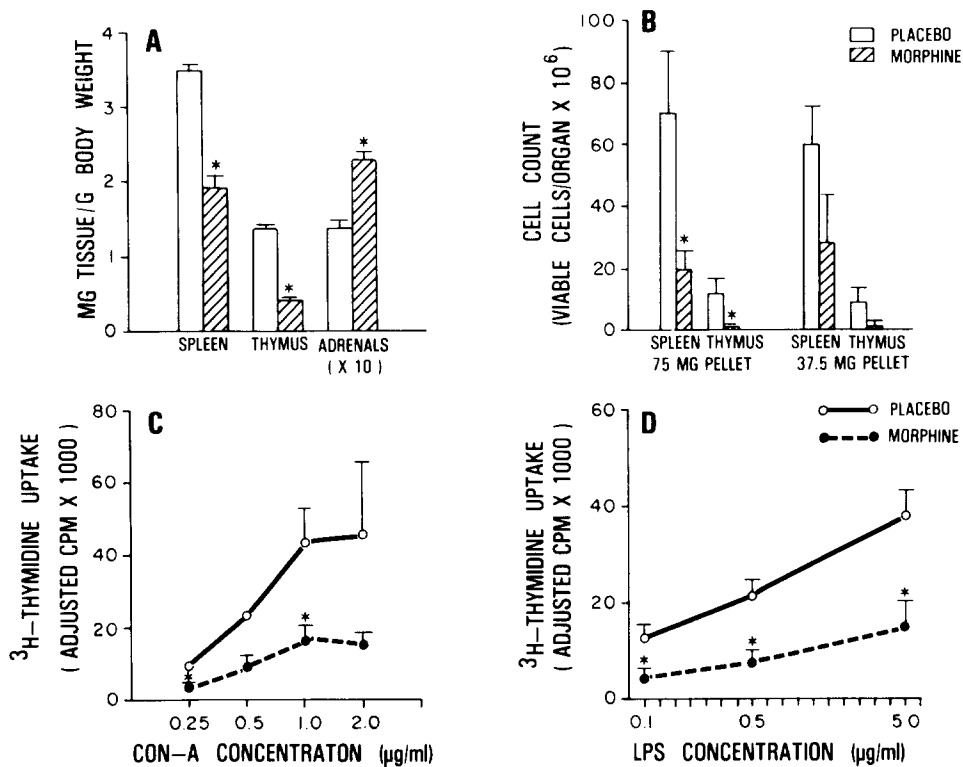 A
MG TISSUE/G BODY WEIGHT
4
3
2
1
0
*
*
*
SPLEEN THYMUS ADRENALS
( X 10 )
B
PLACEBO
MORPHINE
CELL COUNT
(VIABLE CELLS/ORGAN X 10⁶)
100
80
60
40
20
0
*
*
SPLEEN THYMUS SPLEEN THYMUS
75 MG PELLET 37.5 MG PELLET
C
³H–THYMIDINE UPTAKE
( ADJUSTED CPM X 1000 )
80
60
40
20
0
*
*
0.25 0.5 1.0 2.0
CON–A CONCENTRATON (µg/ml)
D
PLACEBO
MORPHINE
³H–THYMIDINE UPTAKE
( ADJUSTED CPM X 1000 )
60
40
20
0
*
*
*
0.1 0.5 5.0
LPS CONCENTRATION (µg/ml)